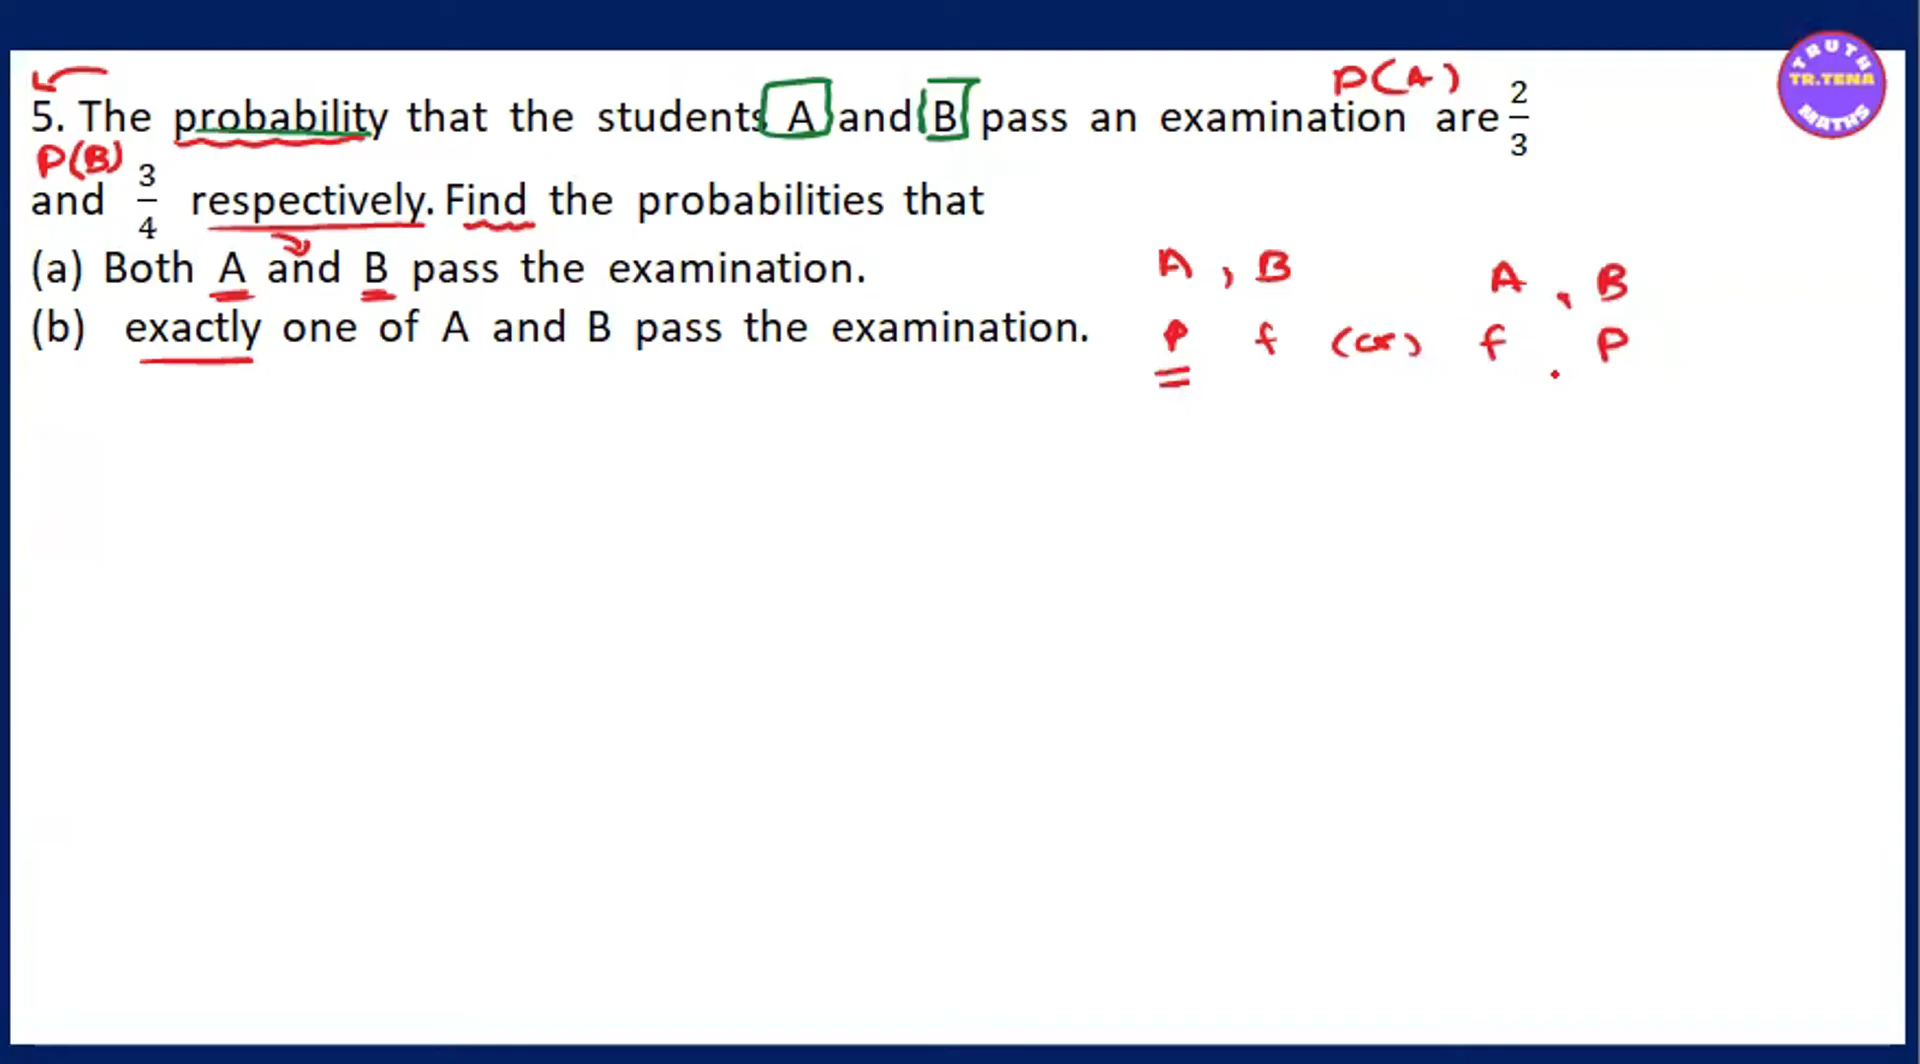 P(A)
5. The probability that the students A and B pass an examination are 2/3
P(B)
and 3/4 respectively. Find the probabilities that
(a) Both A and B pass the examination.
(b) exactly one of A and B pass the examination.
A , B A , B
P f (or) f P
TRUTH
TR.TENA
MATHS